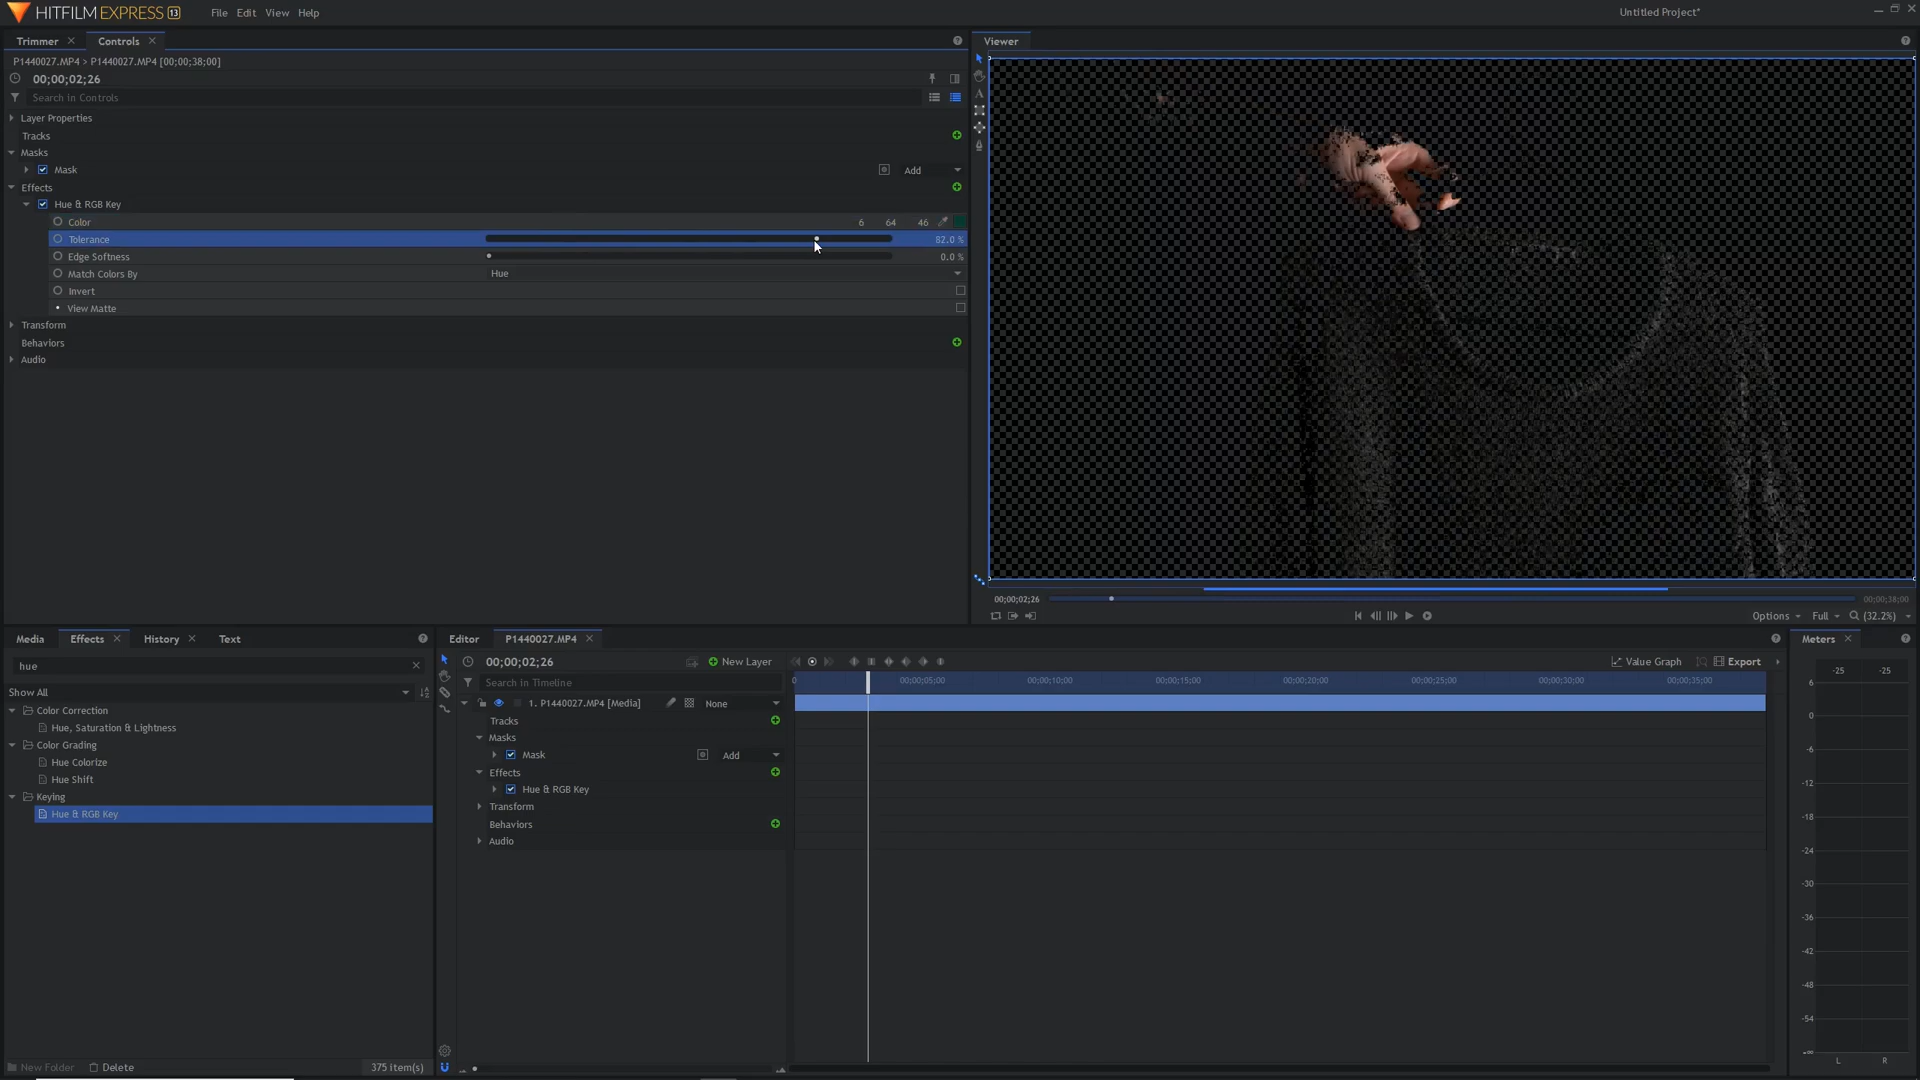 HITFILM EXPRESS 13 File Edit View Help Untitled Project*
Trimmer Controls
P1440027.MP4 > P1440027.MP4 [00;00;38;00]
00;00;02;26
Search in Controls
Layer Properties
Tracks
Masks
Mask Add
Effects
Hue & RGB Key
Color 6 64 46
Tolerance 82.0 %
Edge Softness 0.0 %
Match Colors By Hue
Invert
View Matte
Transform
Behaviors
Audio
Viewer
00;00;02;26 00;00;38;00
Options Full (32.2%)
Media Effects History Text
hue
Show All
Color Correction
Hue, Saturation & Lightness
Color Grading
Hue Colorize
Hue Shift
Keying
Hue & RGB Key
New Folder Delete 375 item(s)
Editor P1440027.MP4
00;00;02;26 New Layer Value Graph Export
Search in Timeline 0 00;00;05;00 00;00;10;00 00;00;15;00 00;00;20;00 00;00;25;00 00;00;30;00 00;00;35;00
1. P1440027.MP4 [Media] None
Tracks
Masks
Mask Add
Effects
Hue & RGB Key
Transform
Behaviors
Audio
Meters
-25 -25
6
0
-6
-12
-18
-24
-30
-36
-42
-48
-54
-∞
L R